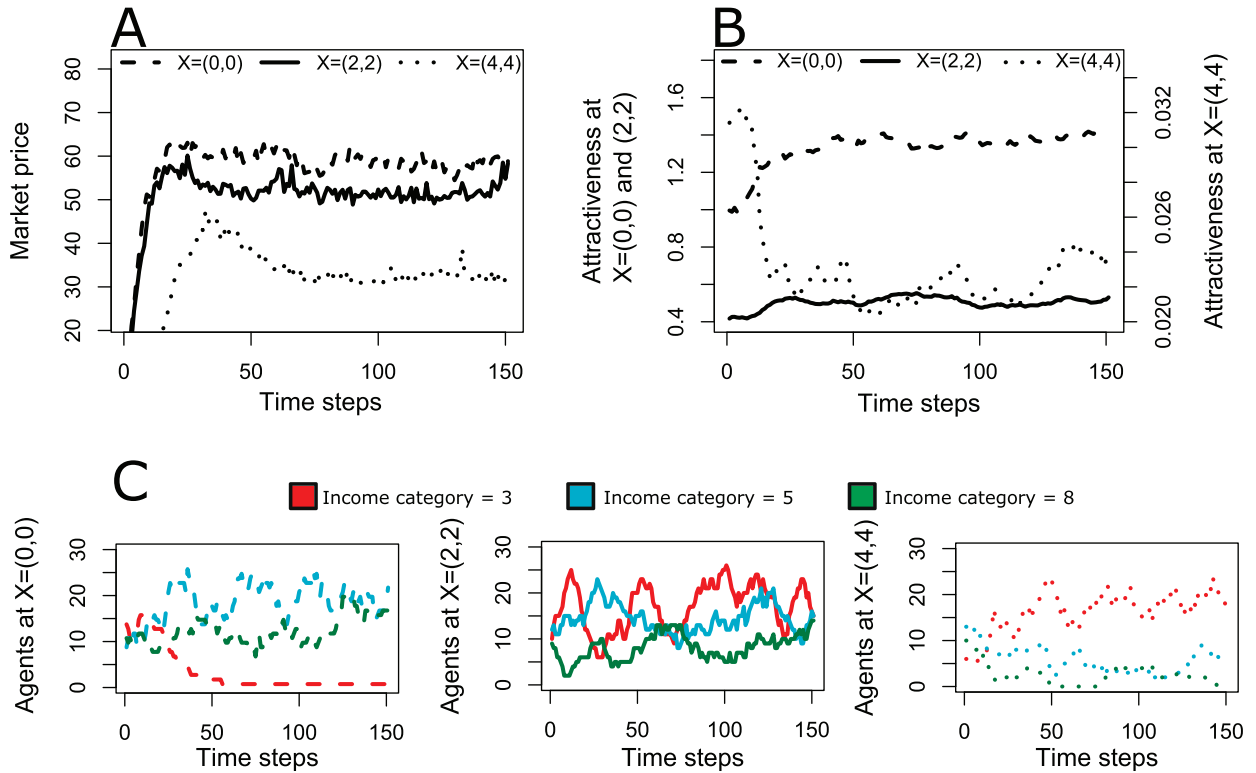 A
X=(0,0) X=(2,2) X=(4,4)
Market price
80
70
60
50
40
30
20
0 50 100 150
Time steps
B
X=(0,0) X=(2,2) X=(4,4)
Attractiveness at
X=(0,0) and (2,2)
1.6
1.2
0.8
0.4
0.032
0.026
0.020
Attractiveness at X=(4,4)
0 50 100 150
Time steps
C
Income category = 3 Income category = 5 Income category = 8
Agents at X=(0,0)
30
20
10
0
0 50 100 150
Time steps
Agents at X=(2,2)
30
20
10
0
0 50 100 150
Time steps
Agents at X=(4,4)
30
20
10
0
0 50 100 150
Time steps